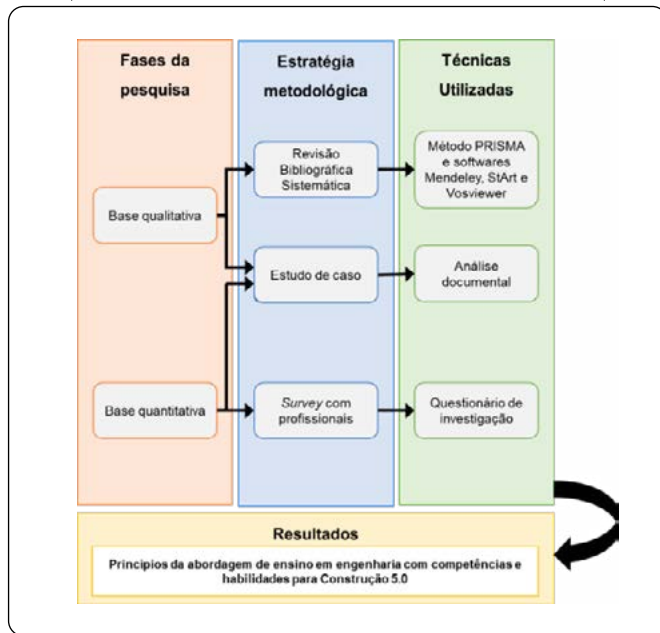 Fases da
pesquisa
Estratégia
metodológica
Técnicas
Utilizadas
Base qualitativa
Revisão
Bibliográfica
Sistemática
Método PRISMA
e softwares
Mendeley, StArt e
Vosviewer
Estudo de caso
Análise
documental
Base quantitativa
Survey com
profissionais
Questionário de
investigação
Resultados
Princípios da abordagem de ensino em engenharia com competências e
habilidades para Construção 5.0